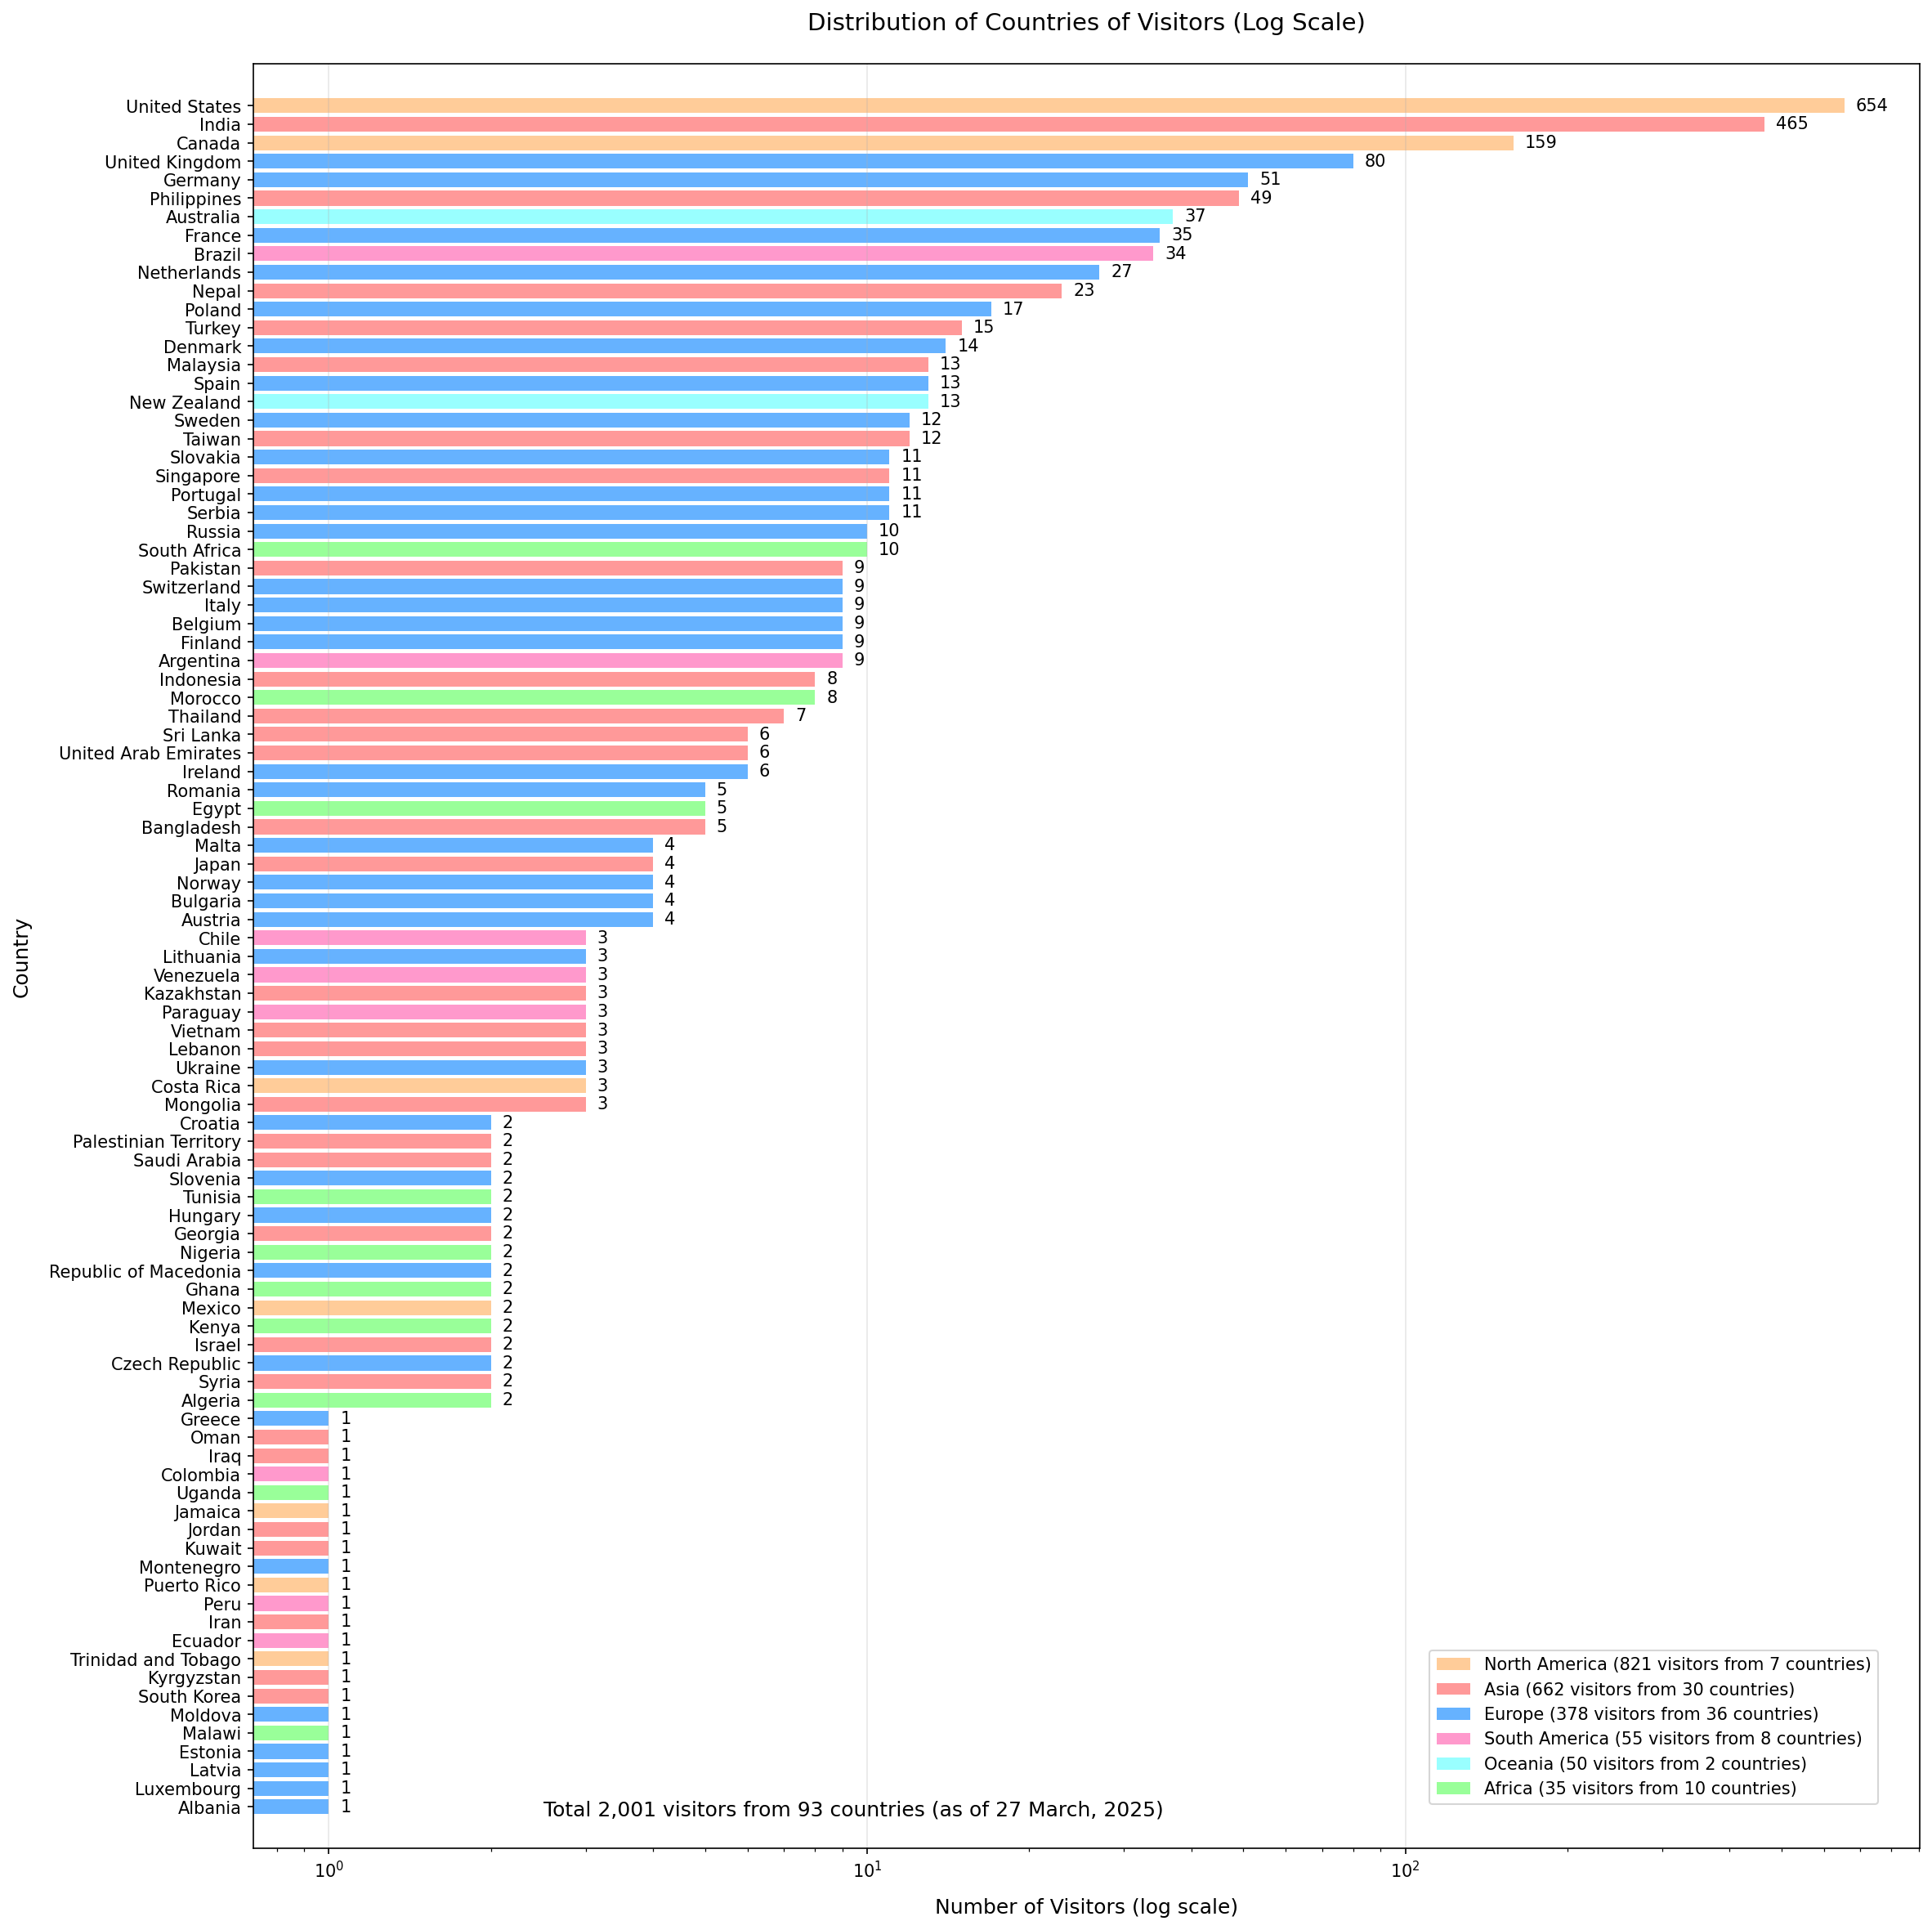 Distribution of Countries of Visitors (Log Scale)
United States 654
India 465
Canada 159
United Kingdom 80
Germany 51
Philippines 49
Australia 37
France 35
Brazil 34
Netherlands 27
Nepal 23
Poland 17
Turkey 15
Denmark 14
Malaysia 13
Spain 13
New Zealand 13
Sweden 12
Taiwan 12
Slovakia 11
Singapore 11
Portugal 11
Serbia 11
Russia 10
South Africa 10
Pakistan 9
Switzerland 9
Italy 9
Belgium 9
Finland 9
Argentina 9
Indonesia 8
Morocco 8
Thailand 7
Sri Lanka 6
United Arab Emirates 6
Ireland 6
Romania 5
Egypt 5
Bangladesh 5
Malta 4
Japan 4
Norway 4
Bulgaria 4
Austria 4
Chile 3
Lithuania 3
Venezuela 3
Kazakhstan 3
Paraguay 3
Vietnam 3
Lebanon 3
Ukraine 3
Costa Rica 3
Mongolia 3
Croatia 2
Palestinian Territory 2
Saudi Arabia 2
Slovenia 2
Tunisia 2
Hungary 2
Georgia 2
Nigeria 2
Republic of Macedonia 2
Ghana 2
Mexico 2
Kenya 2
Israel 2
Czech Republic 2
Syria 2
Algeria 2
Greece 1
Oman 1
Iraq 1
Colombia 1
Uganda 1
Jamaica 1
Jordan 1
Kuwait 1
Montenegro 1
Puerto Rico 1
Peru 1
Iran 1
Ecuador 1
Trinidad and Tobago 1
Kyrgyzstan 1
South Korea 1
Moldova 1
Malawi 1
Estonia 1
Latvia 1
Luxembourg 1
Albania 1
Country
North America (821 visitors from 7 countries)
Asia (662 visitors from 30 countries)
Europe (378 visitors from 36 countries)
South America (55 visitors from 8 countries)
Oceania (50 visitors from 2 countries)
Africa (35 visitors from 10 countries)
Total 2,001 visitors from 93 countries (as of 27 March, 2025)
10⁰ 10¹ 10²
Number of Visitors (log scale)